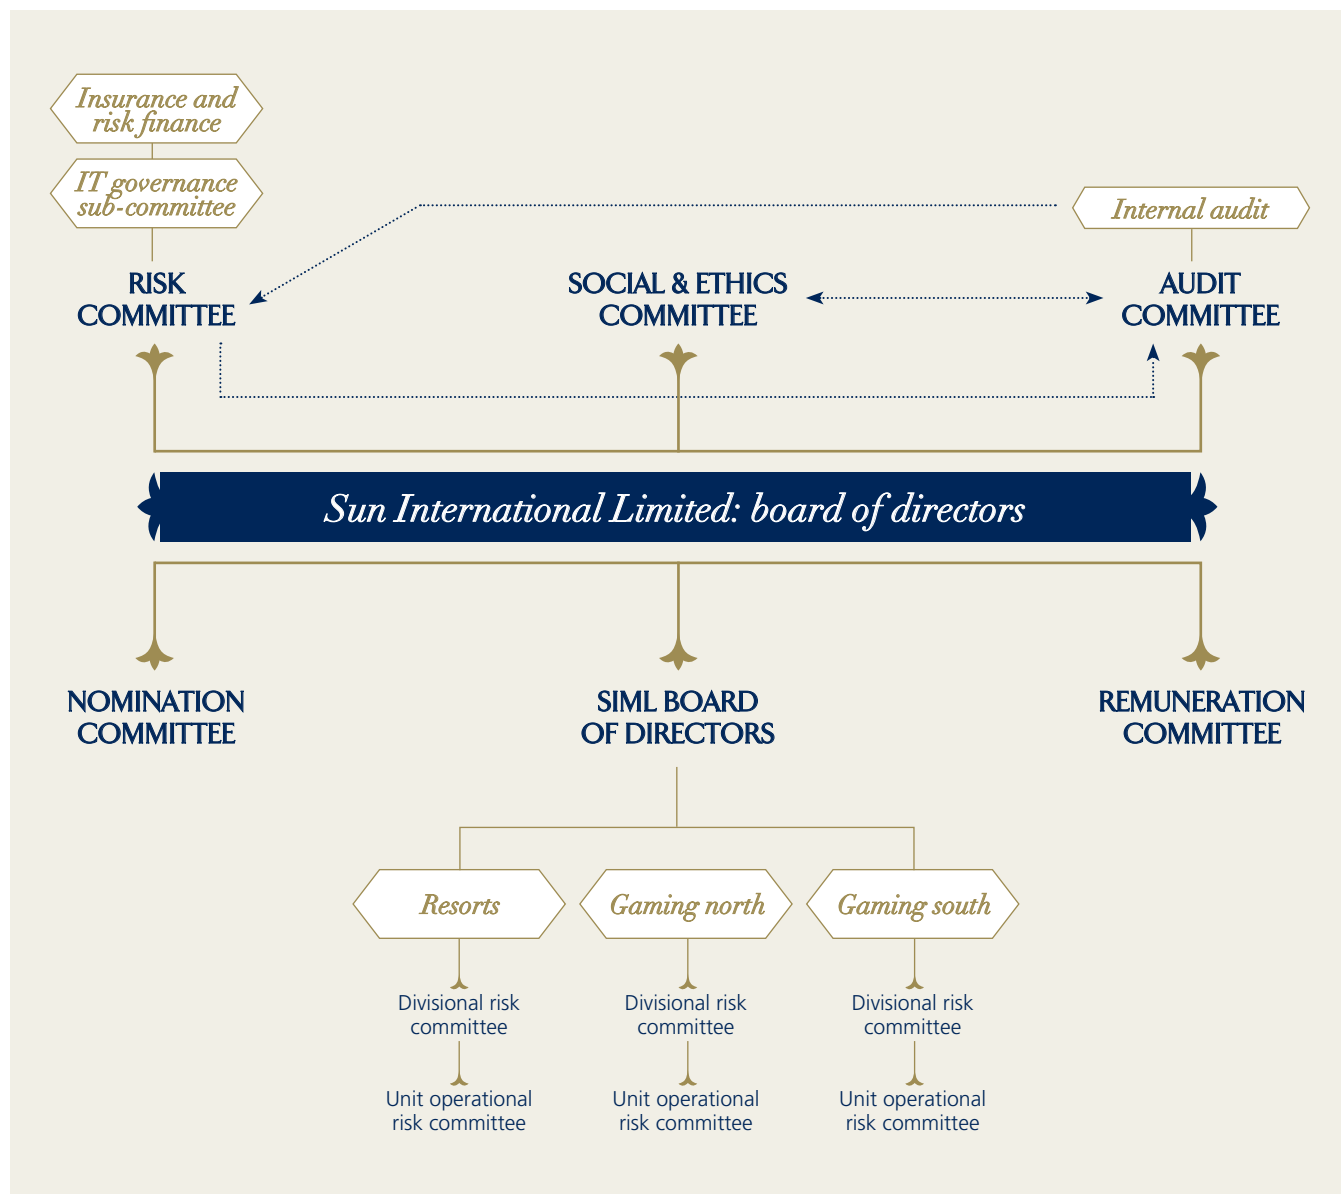 Insurance and
risk finance
IT governance
sub-committee
Internal audit
RISK
COMMITTEE
SOCIAL & ETHICS
COMMITTEE
AUDIT
COMMITTEE
Sun International Limited: board of directors
NOMINATION
COMMITTEE
SIML BOARD
OF DIRECTORS
REMUNERATION
COMMITTEE
Resorts
Gaming north
Gaming south
Divisional risk
committee
Divisional risk
committee
Divisional risk
committee
Unit operational
risk committee
Unit operational
risk committee
Unit operational
risk committee